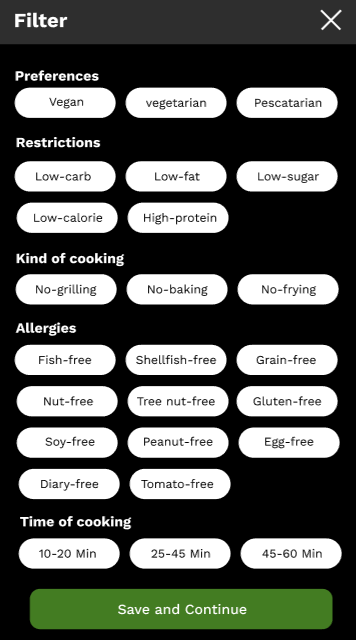 Filter
Preferences
Vegan vegetarian Pescatarian
Restrictions
Low-carb Low-fat Low-sugar
Low-calorie High-protein
Kind of cooking
No-grilling No-baking No-frying
Allergies
Fish-free Shellfish-free Grain-free
Nut-free Tree nut-free Gluten-free
Soy-free Peanut-free Egg-free
Diary-free Tomato-free
Time of cooking
10-20 Min 25-45 Min 45-60 Min
Save and Continue